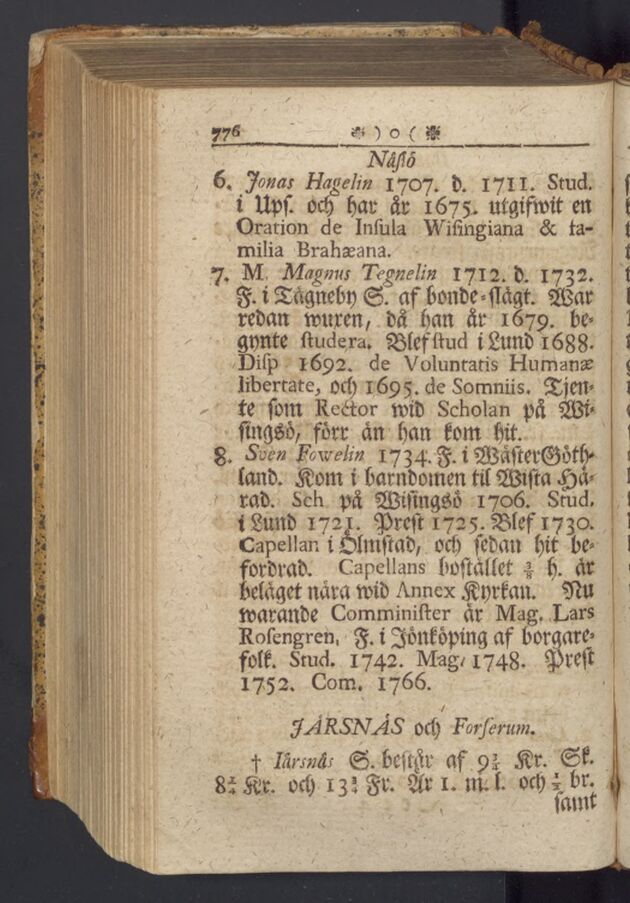 776 ❋ ) o ( ❋
Nåſlö
6. Jonas Hagelin 1707. d. 1711. Stud.
i Upſ. och har år 1675. utgifwit en
Oration de Inſula Wiſingiana & fa-
milia Brahæana.
7. M. Magnus Tegnelin 1712. d. 1732.
F. i Tägneby S. af bonde-slägt. War
redan wuxen, då han år 1679. be-
gynte ſtudera. Blef ſtud i Lund 1688.
Diſp 1692. de Voluntatis Humanæ
libertate, och 1695. de Somniis. Tjen-
te ſom Rector wid Scholan på Wi-
ſingsö, förr än han kom hit.
8. Sven Fowelin 1734. F. i WäſterGöth-
land. Kom i barndomen til Wiſta Hä-
rad. Sch på Wiſingsö 1706. Stud.
i Lund 1721. Preſt 1725. Blef 1730.
Capellan i Ölmſtad, och ſedan hit be-
fordrad. Capellans boſtället ⅜ h. är
beläget nära wid Annex Kyrkan. Nu
warande Comminiſter är Mag. Lars
Roſengren, F. i Jönköping af borgare-
folk. Stud. 1742. Mag. 1748. Preſt
1752. Com. 1766.
JÄRSNÄS och Forſerum.
† Iärsnäs S. beſtår af 9¾ Kr. Sk.
8¾ Kr. och 13¾ Fr. Är 1. m. l. och ½ br.
ſamt